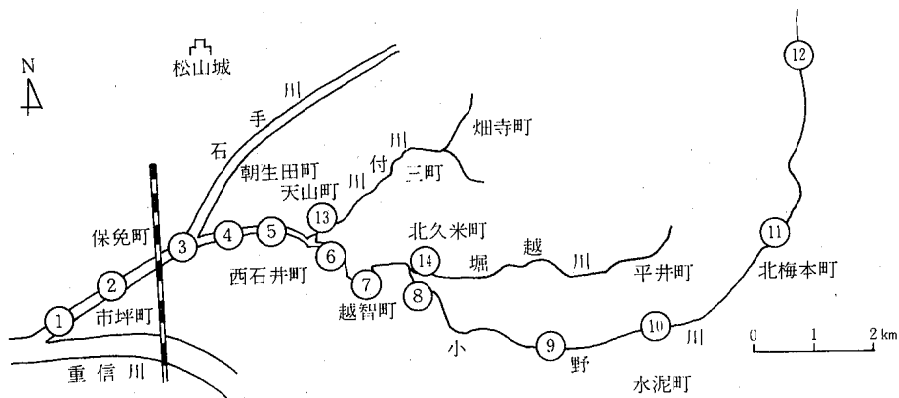 N
松山城
石手川
朝生田町
天山町
川付川
三町
畑寺町
保免町
市坪町
西石井町
越智町
北久米町
堀越川
平井町
小野川
北梅本町
水泥町
重信川
①
②
③
④
⑤
⑥
⑦
⑧
⑨
⑩
⑪
⑫
⑬
⑭
0 1 2 km